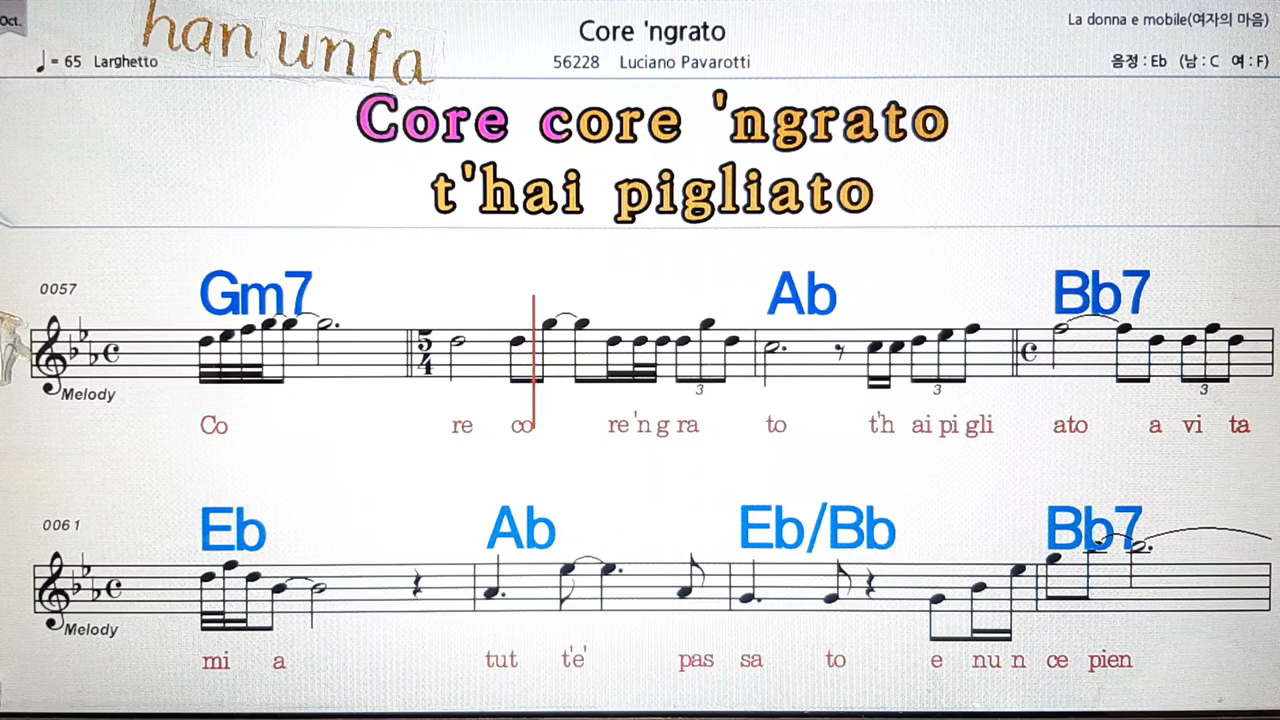 Oct.
han unfa
Core 'ngrato
La donna e mobile(여자의 마음)
♩ = 65 Larghetto
56228 Luciano Pavarotti
음정 : Eb (남 : C 여 : F)
Core core 'ngrato
t'hai pigliato
0057
Gm7 Ab Bb7
5
4
3 3 3
Melody
Co re co re 'n g ra to t'h ai pi gli ato a vi ta
0061
Eb Ab Eb/Bb Bb7
Melody
mi a tut t'e' pas sa to e nu n ce pien